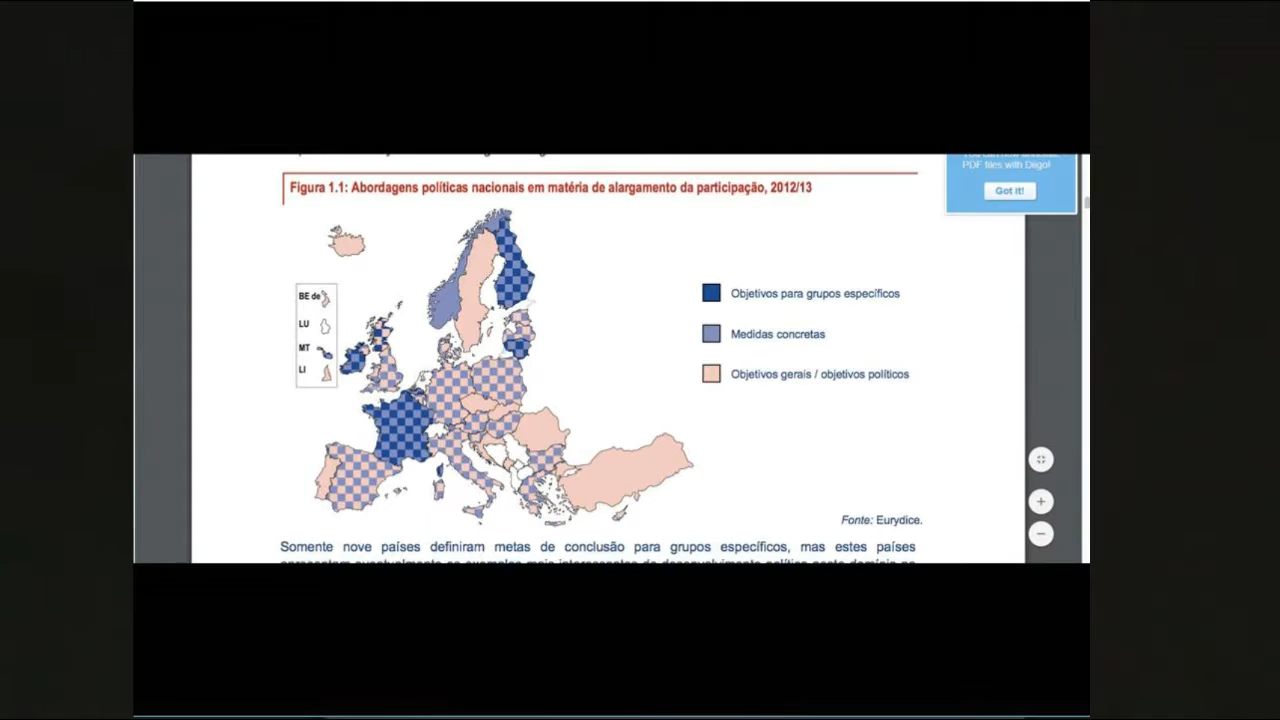 PDF files with Diigo!
Got it!
Figura 1.1: Abordagens políticas nacionais em matéria de alargamento da participação, 2012/13
BE de
LU
MT
LI
Objetivos para grupos específicos
Medidas concretas
Objetivos gerais / objetivos políticos
Fonte: Eurydice.
Somente nove países definiram metas de conclusão para grupos específicos, mas estes países